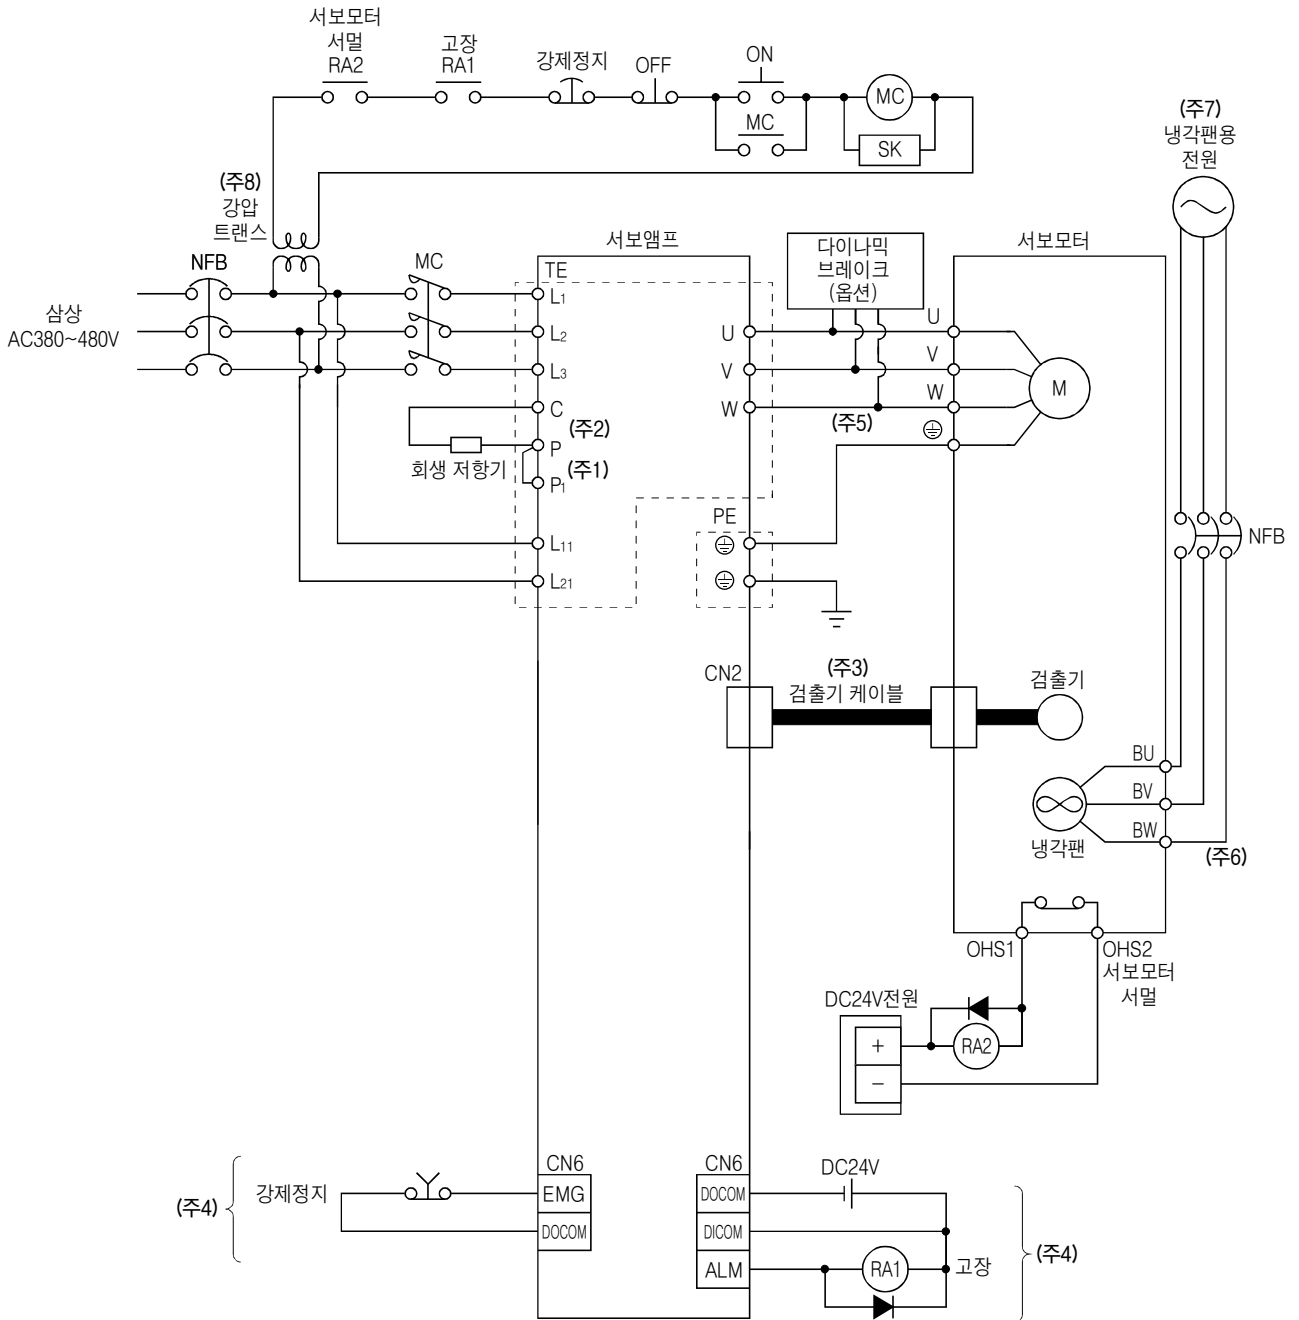 서보모터
서멀
RA2
고장
RA1
강제정지
OFF
ON
MC
MC
SK
(주7)
냉각팬용
전원
(주8)
강압
트랜스
NFB
MC
서보앰프
다이나믹
브레이크
(옵션)
서보모터
TE
삼상
AC380~480V
L1
L2
L3
C
P
P1
(주2)
(주1)
회생 저항기
L11
L21
U
V
W
U
V
W
(주5)
M
PE
NFB
CN2
(주3)
검출기 케이블
검출기
BU
BV
BW
냉각팬
(주6)
OHS1
OHS2
서보모터
서멀
DC24V전원
+
−
RA2
(주4)
강제정지
CN6
EMG
DOCOM
CN6
DOCOM
DICOM
ALM
DC24V
RA1
고장
(주4)